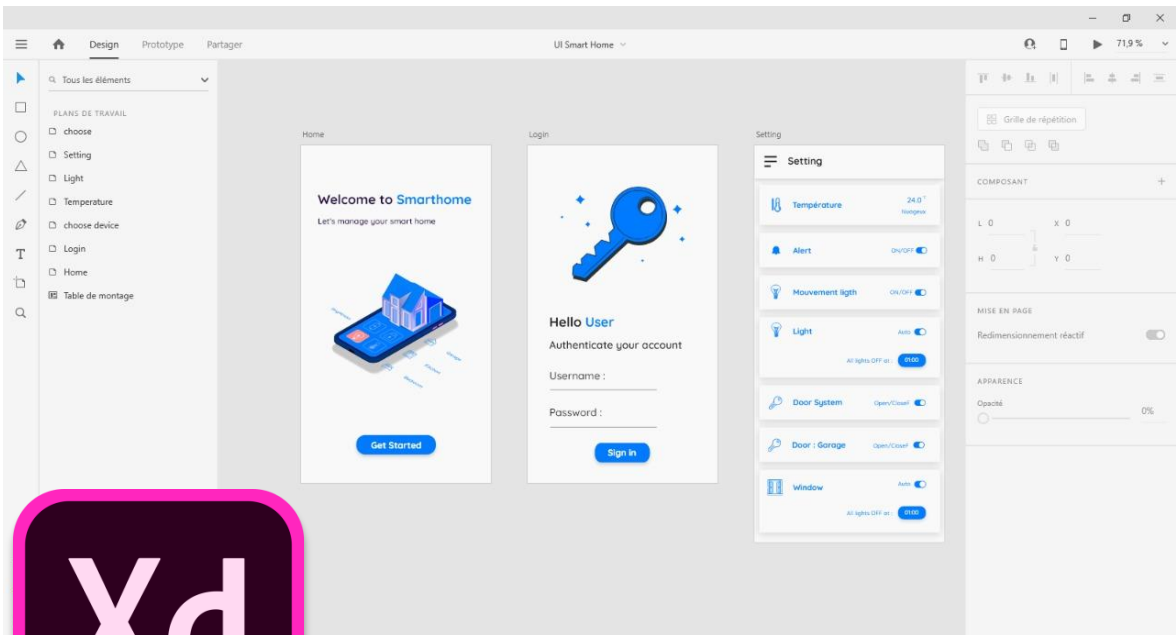 Design Prototype Partager
UI Smart Home
71,9 %
Tous les éléments
PLANS DE TRAVAIL
choose
Setting
Light
Temperature
choose device
Login
Home
Table de montage
Xd
Home
Welcome to Smarthome
Let's manage your smart home
Get Started
Login
Hello User
Authenticate your account
Username :
Password :
Sign in
Setting
Setting
Température 24.0
Alert ON/OFF
Mouvement ligth ON/OFF
Light Auto
All lights OFF at : 01:00
Door System
Door : Garage
Window Auto
All lights OFF at : 01:00
Grille de répétition
COMPOSANT
L 0 X 0
H 0 Y 0
MISE EN PAGE
Redimensionnement réactif
APPARENCE
Opacité
0%